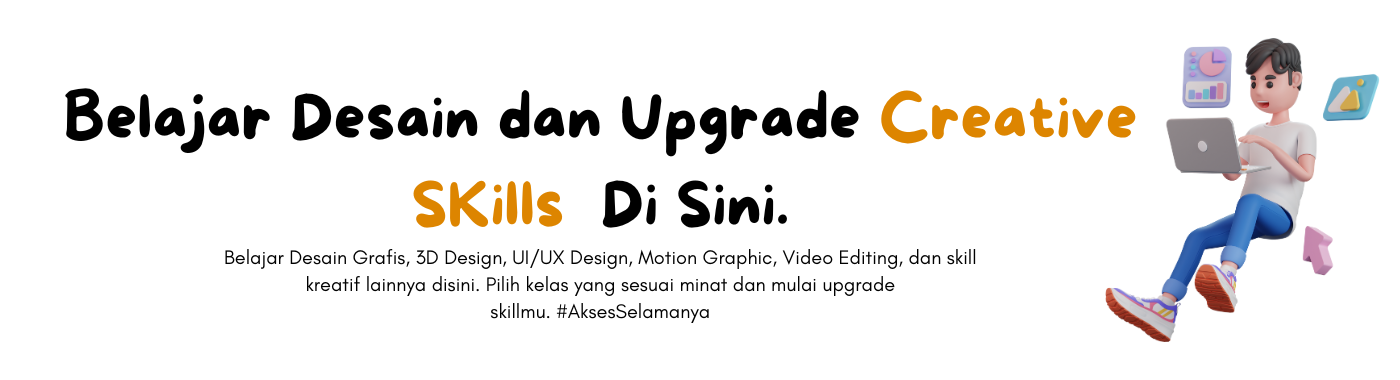 Belajar Desain dan Upgrade Creative
SKills Di Sini.
Belajar Desain Grafis, 3D Design, UI/UX Design, Motion Graphic, Video Editing, dan skill
kreatif lainnya disini. Pilih kelas yang sesuai minat dan mulai upgrade
skillmu. #AksesSelamanya